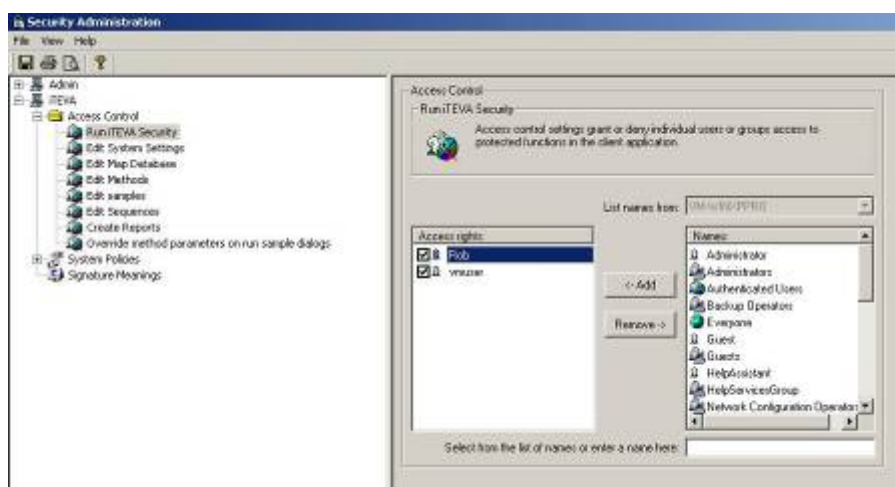 Security Administration
File View Help
Admin
iTEVA
Access Control
Run iTEVA Security
Edit System Settings
Edit Map Database
Edit Methods
Edit samples
Edit Sequences
Create Reports
Override method parameters on run sample dialogs
System Policies
Signature Meanings
Access Control
Run iTEVA Security
Access control settings grant or deny individual users or groups access to
protected functions in the client application.
List names from:
Access rights:
Rob
vmuser
<- Add
Remove ->
Names:
Administrator
Administrators
Authenticated Users
Backup Operators
Everyone
Guest
Guests
HelpAssistant
HelpServicesGroup
Network Configuration Operators
Select from the list of names or enter a name here: